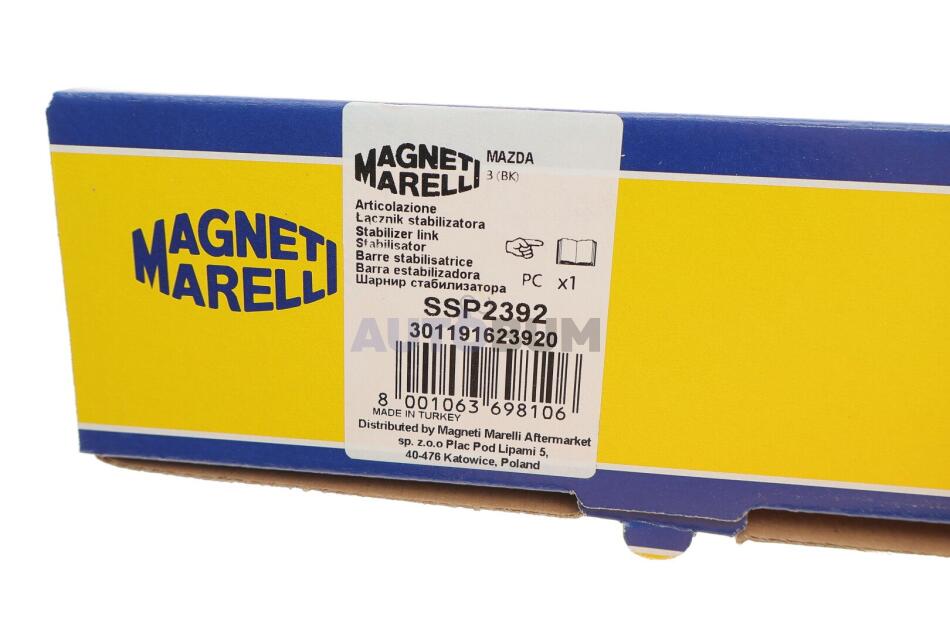 MAGNETI
MARELLI
MAGNETI
MARELLI
MAZDA
3 (BK)
Articolazione
Łącznik stabilizatora
Stabilizer link
Stabilisator
Barre stabilisatrice
Barra estabilizadora
Шарнир стабилизатора
PC x1
SSP2392
301191623920
8 001063 698106
MADE IN TURKEY
Distributed by Magneti Marelli Aftermarket
sp. z.o.o Plac Pod Lipami 5,
40-476 Katowice, Poland